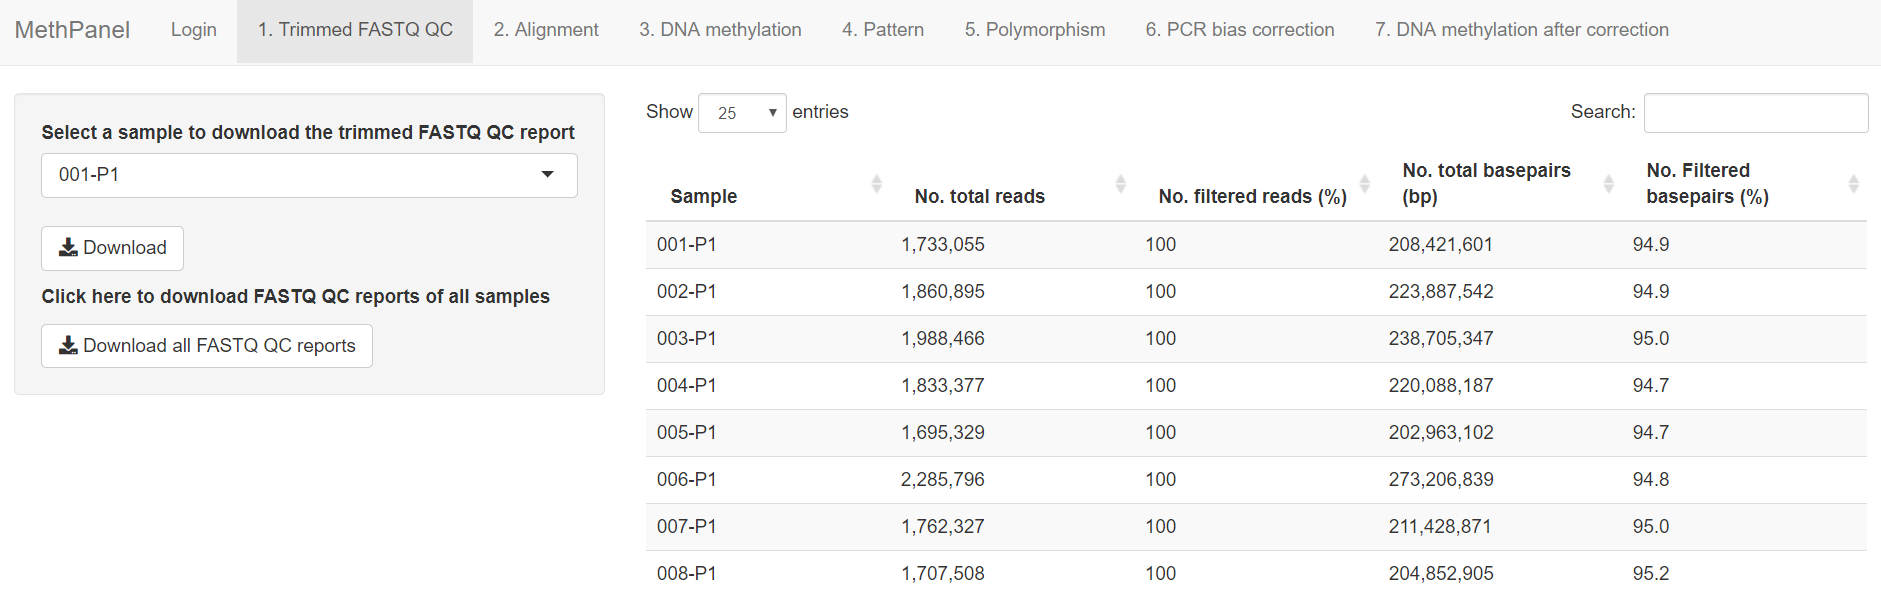 MethPanel Login 1. Trimmed FASTQ QC 2. Alignment 3. DNA methylation 4. Pattern 5. Polymorphism 6. PCR bias correction 7. DNA methylation after correction
Select a sample to download the trimmed FASTQ QC report
001-P1
Download
Click here to download FASTQ QC reports of all samples
Download all FASTQ QC reports
Show 25 entries
Search:
Sample No. total reads No. filtered reads (%) No. total basepairs (bp) No. Filtered basepairs (%)
001-P1 1,733,055 100 208,421,601 94.9
002-P1 1,860,895 100 223,887,542 94.9
003-P1 1,988,466 100 238,705,347 95.0
004-P1 1,833,377 100 220,088,187 94.7
005-P1 1,695,329 100 202,963,102 94.7
006-P1 2,285,796 100 273,206,839 94.8
007-P1 1,762,327 100 211,428,871 95.0
008-P1 1,707,508 100 204,852,905 95.2